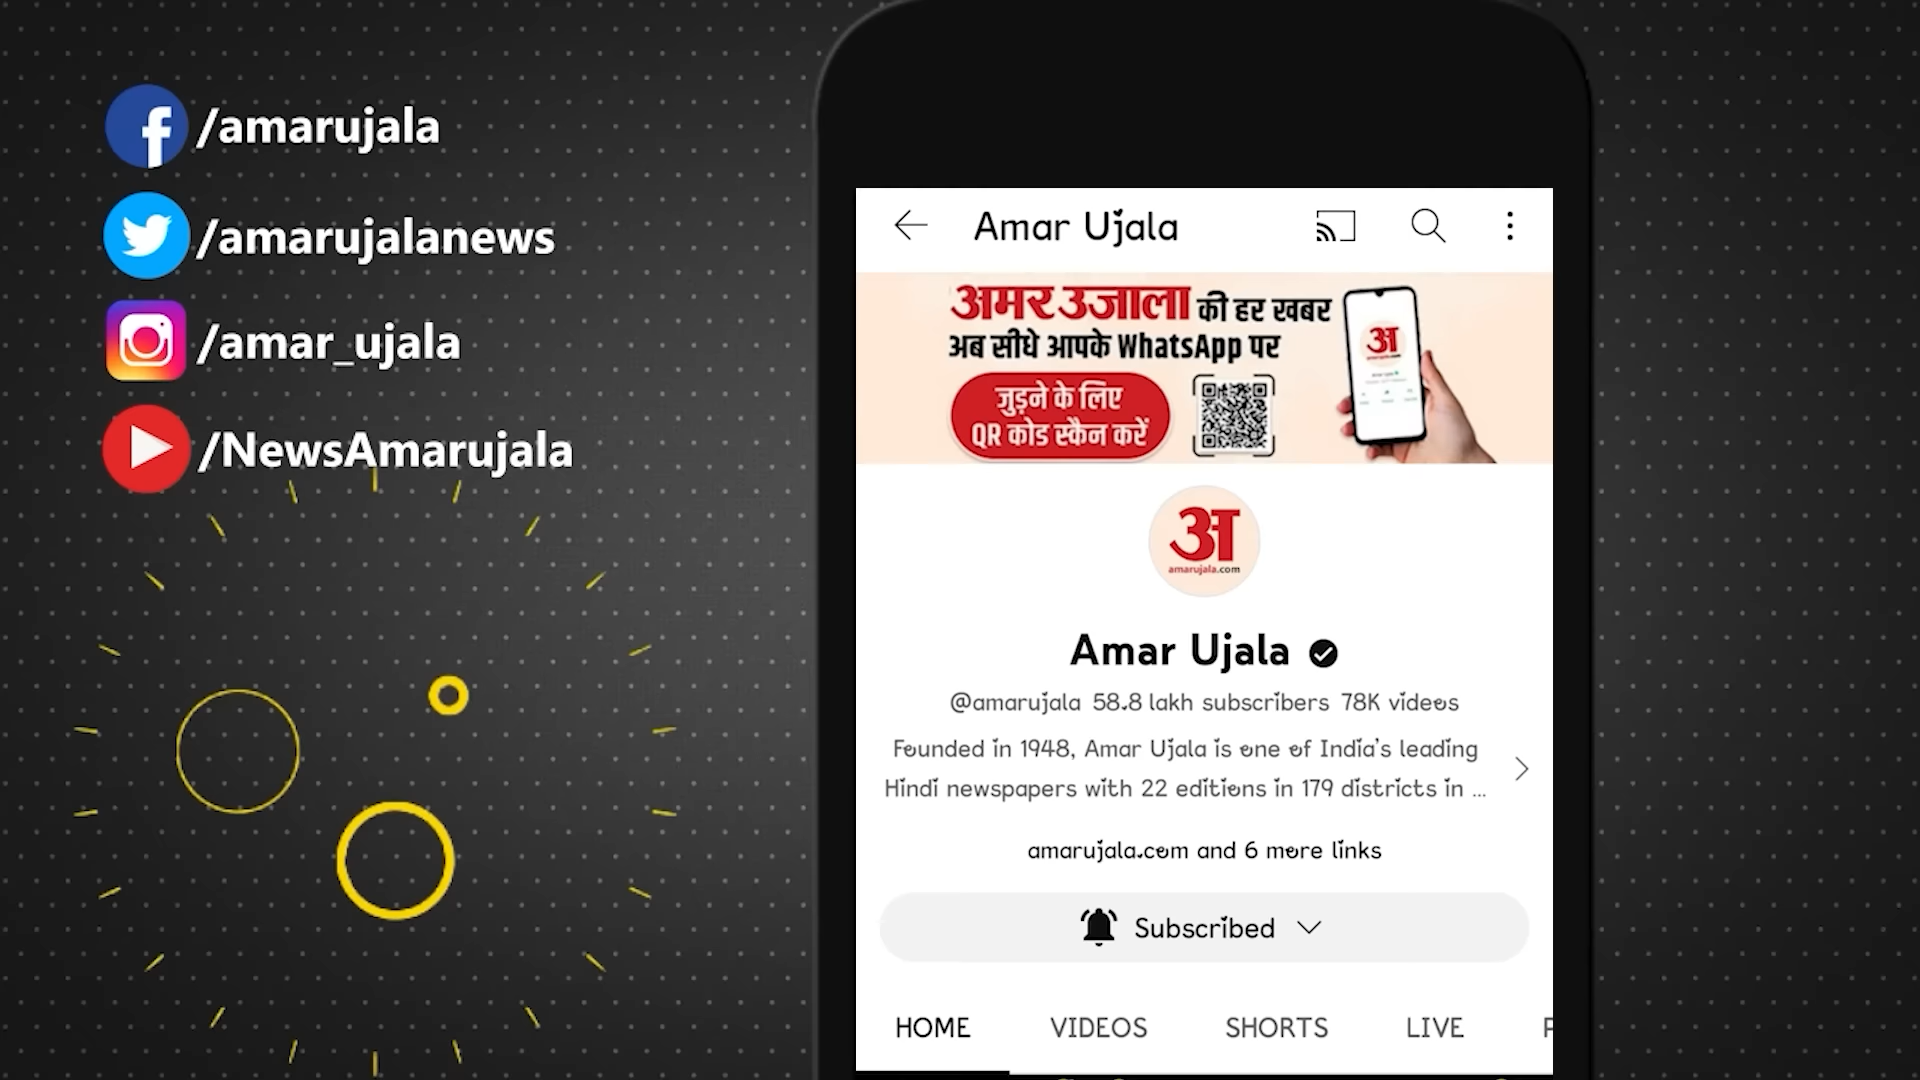 /amarujala
/amarujalanews
/amar_ujala
/NewsAmarujala
Amar Ujala
अमर उजाला की हर खबर
अब सीधे आपके WhatsApp पर
जुड़ने के लिए
QR कोड स्कैन करें
अ
अ
amarujala.com
Amar Ujala
@amarujala 58.8 lakh subscribers 78K videos
Founded in 1948, Amar Ujala is one of India's leading
Hindi newspapers with 22 editions in 179 districts in ...
amarujala.com and 6 more links
Subscribed
HOME VIDEOS SHORTS LIVE